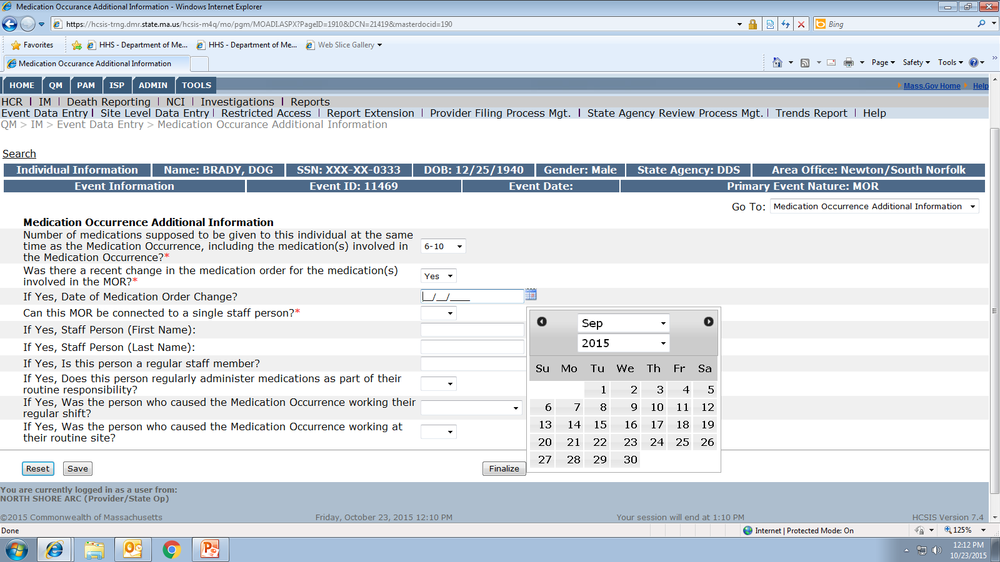 Medication Occurance Additional Information - Windows Internet Explorer
https://hcsis-trng.dmr.state.ma.us/hcsis-m4q/mo/pgm/MOADI.ASPX?PageID=1910&DCN=21419&masterdocid=190
Bing
Favorites HHS - Department of Me... HHS - Department of Me... Web Slice Gallery
Medication Occurance Additional Information Page Safety Tools
HOME QM PAM ISP ADMIN TOOLS Mass.Gov Home Help
HCR | IM | Death Reporting | NCI | Investigations | Reports
Event Data Entry | Site Level Data Entry | Restricted Access | Report Extension | Provider Filing Process Mgt. | State Agency Review Process Mgt. | Trends Report | Help
QM > IM > Event Data Entry > Medication Occurance Additional Information
Search
Individual Information Name: BRADY, DOG SSN: XXX-XX-0333 DOB: 12/25/1940 Gender: Male State Agency: DDS Area Office: Newton/South Norfolk
Event Information Event ID: 11469 Event Date: Primary Event Nature: MOR
Go To: Medication Occurrence Additional Information
Medication Occurrence Additional Information
Number of medications supposed to be given to this individual at the same
time as the Medication Occurrence, including the medication(s) involved in
the Medication Occurrence?*
6-10
Was there a recent change in the medication order for the medication(s)
involved in the MOR?*
Yes
If Yes, Date of Medication Order Change? __/__/____
Can this MOR be connected to a single staff person?*
If Yes, Staff Person (First Name):
If Yes, Staff Person (Last Name):
If Yes, Is this person a regular staff member?
If Yes, Does this person regularly administer medications as part of their
routine responsibility?
If Yes, Was the person who caused the Medication Occurrence working their
regular shift?
If Yes, Was the person who caused the Medication Occurrence working at
their routine site?
Sep
2015
Su Mo Tu We Th Fr Sa
1 2 3 4 5
6 7 8 9 10 11 12
13 14 15 16 17 18 19
20 21 22 23 24 25 26
27 28 29 30
Reset Save Finalize
You are currently logged in as a user from:
NORTH SHORE ARC (Provider/State Op)
©2015 Commonwealth of Massachusetts Friday, October 23, 2015 12:10 PM Your session will end at 1:10 PM HCSIS Version 7.4
Done Internet | Protected Mode: On 125%
12:12 PM
10/23/2015